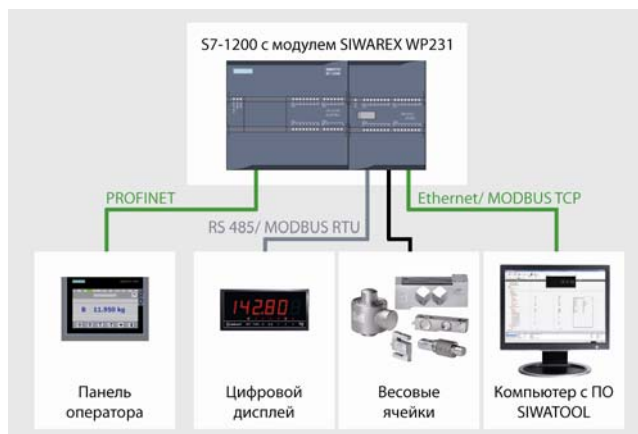 S7-1200 с модулем SIWAREX WP231
PROFINET
Ethernet/ MODBUS TCP
RS 485/ MODBUS RTU
11.950 kg
142.80
Панель
оператора
Цифровой
дисплей
Весовые
ячейки
Компьютер с ПО
SIWATOOL